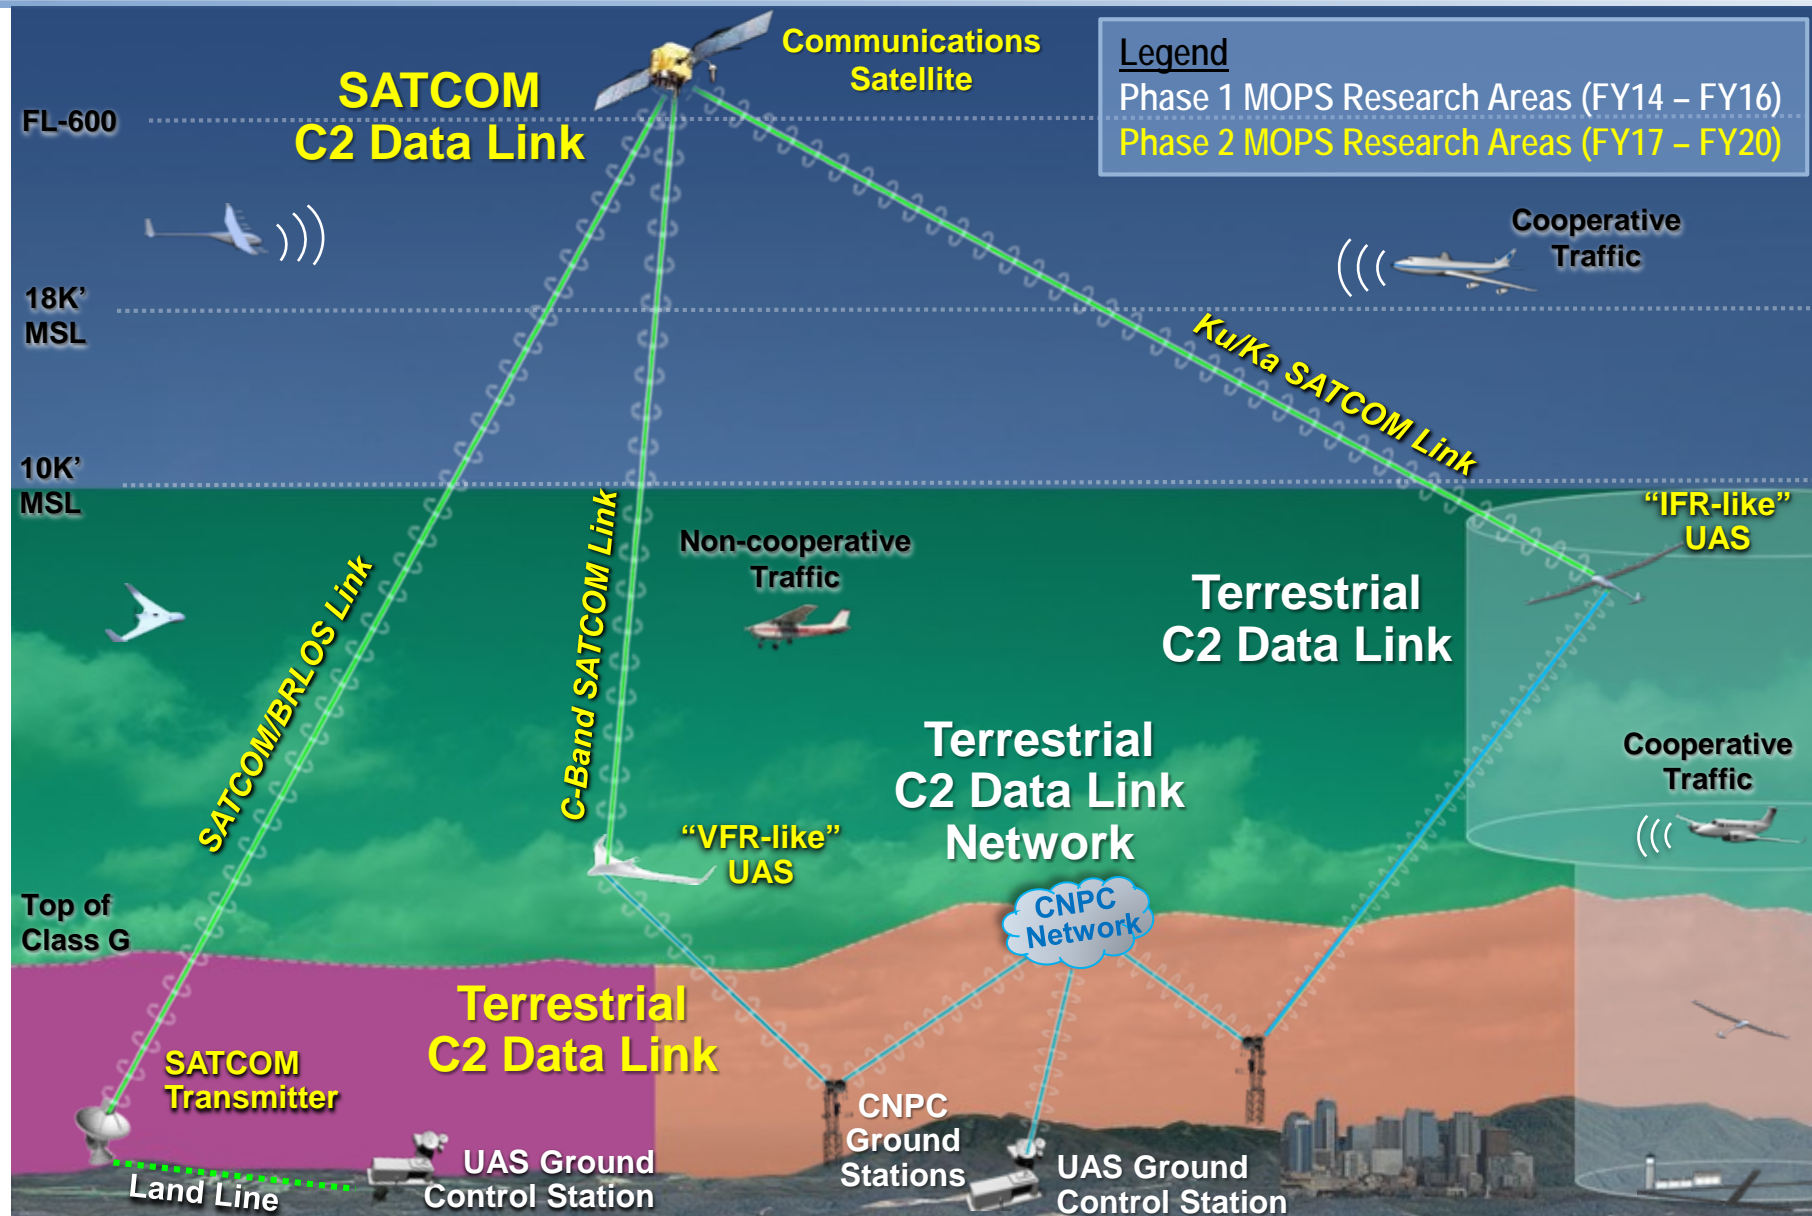 Communications
Satellite
Legend
Phase 1 MOPS Research Areas (FY14 – FY16)
Phase 2 MOPS Research Areas (FY17 – FY20)
SATCOM
C2 Data Link
FL-600
Cooperative
Traffic
18K’
MSL
Ku/Ka SATCOM Link
10K’
MSL
“IFR-like”
UAS
Non-cooperative
Traffic
C-Band SATCOM Link
SATCOM/BRLOS Link
Terrestrial
C2 Data Link
Terrestrial
C2 Data Link
Network
Cooperative
Traffic
“VFR-like”
UAS
Top of
Class G
CNPC
Network
Terrestrial
C2 Data Link
SATCOM
Transmitter
CNPC
Ground
Stations
UAS Ground
Control Station
UAS Ground
Control Station
Land Line